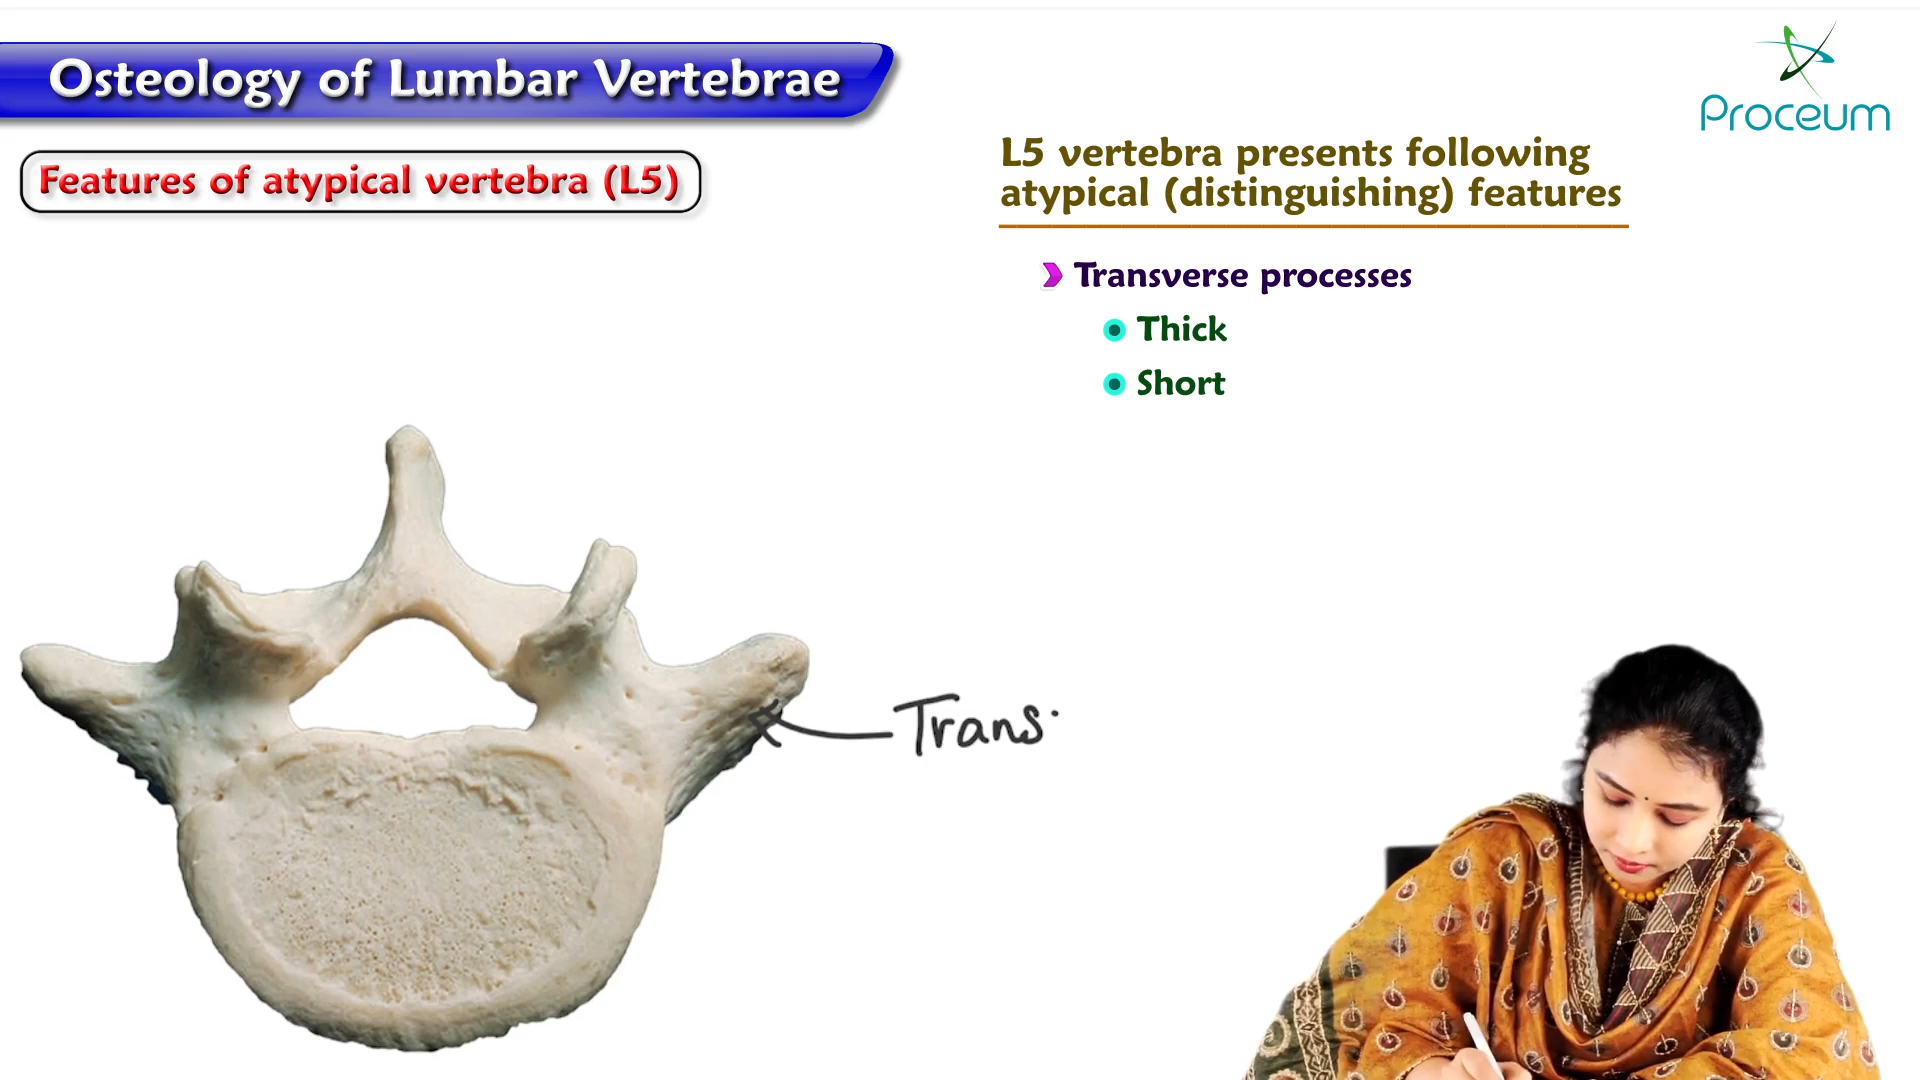 Osteology of Lumbar Vertebrae
Proceum
Features of atypical vertebra (L5)
L5 vertebra presents following
atypical (distinguishing) features
Transverse processes
Thick
Short
Trans.